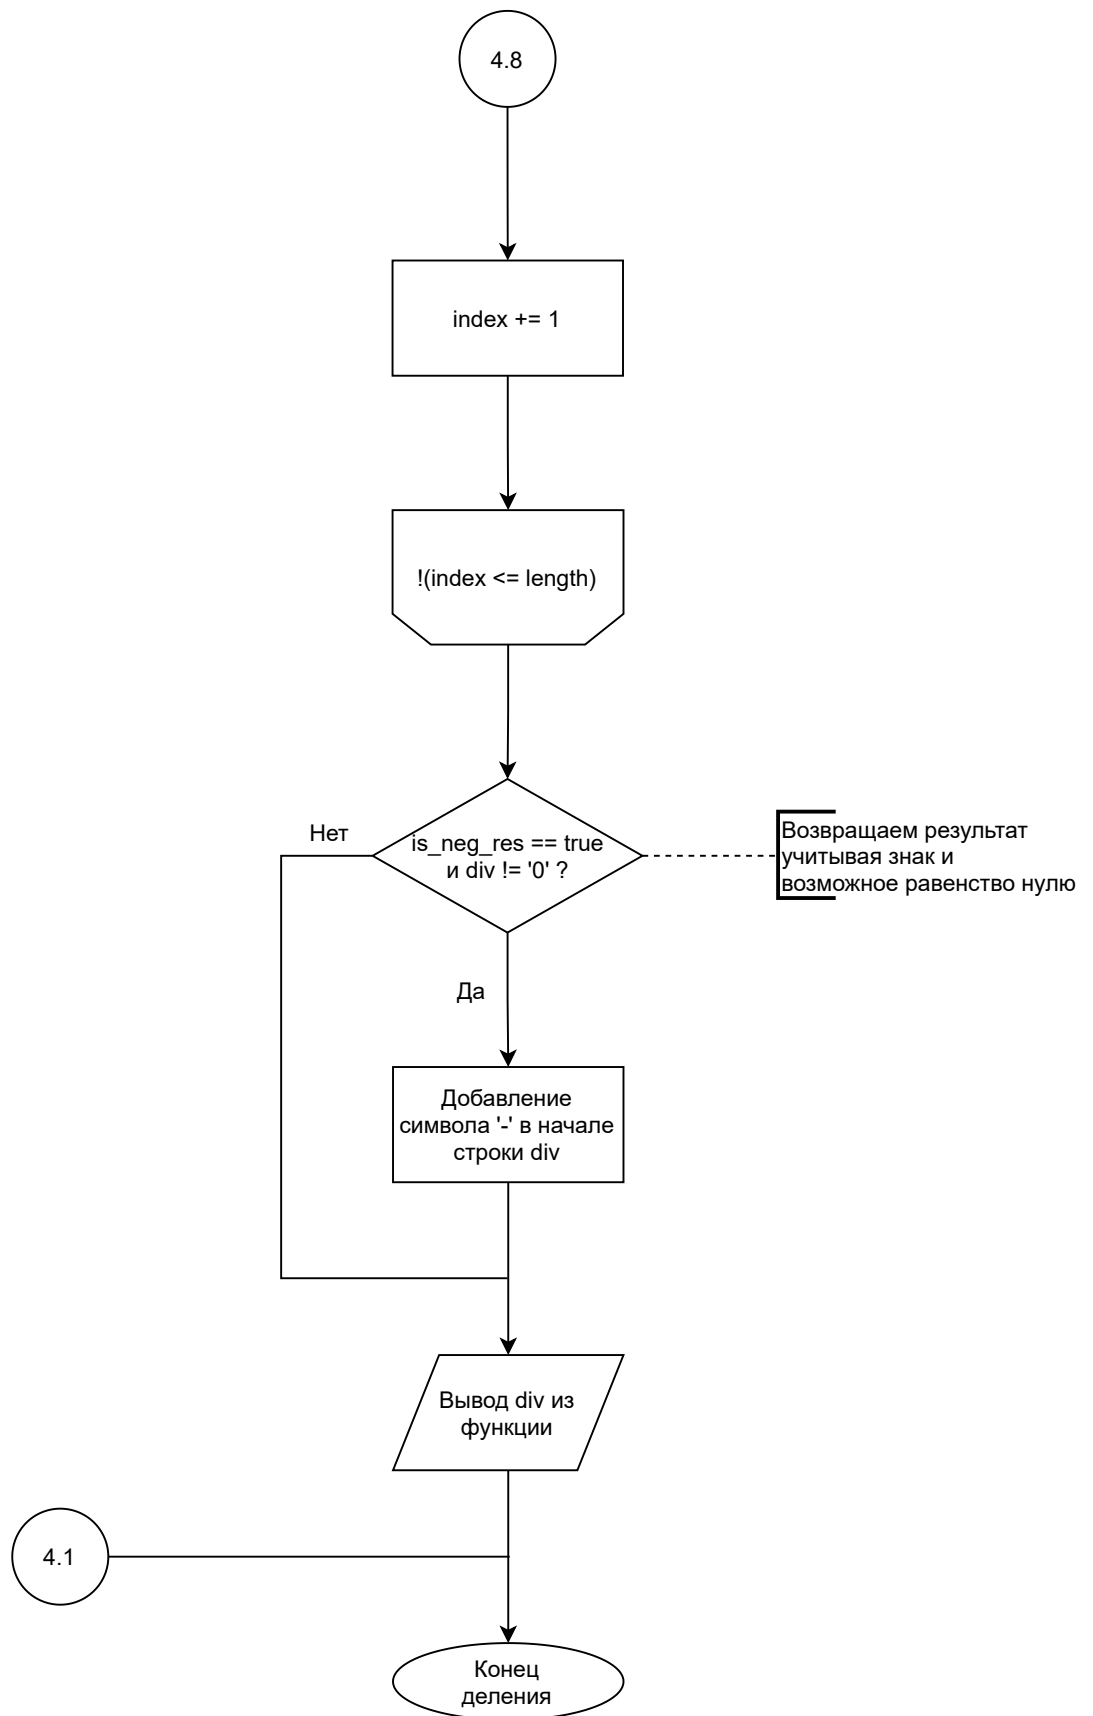 4.8
index += 1
!(index <= length)
Нет
is_neg_res == true
и div != '0' ?
Возвращаем результат
учитывая знак и
возможное равенство нулю
Да
Добавление
символа '-' в начале
строки div
Вывод div из
функции
4.1
Конец
деления